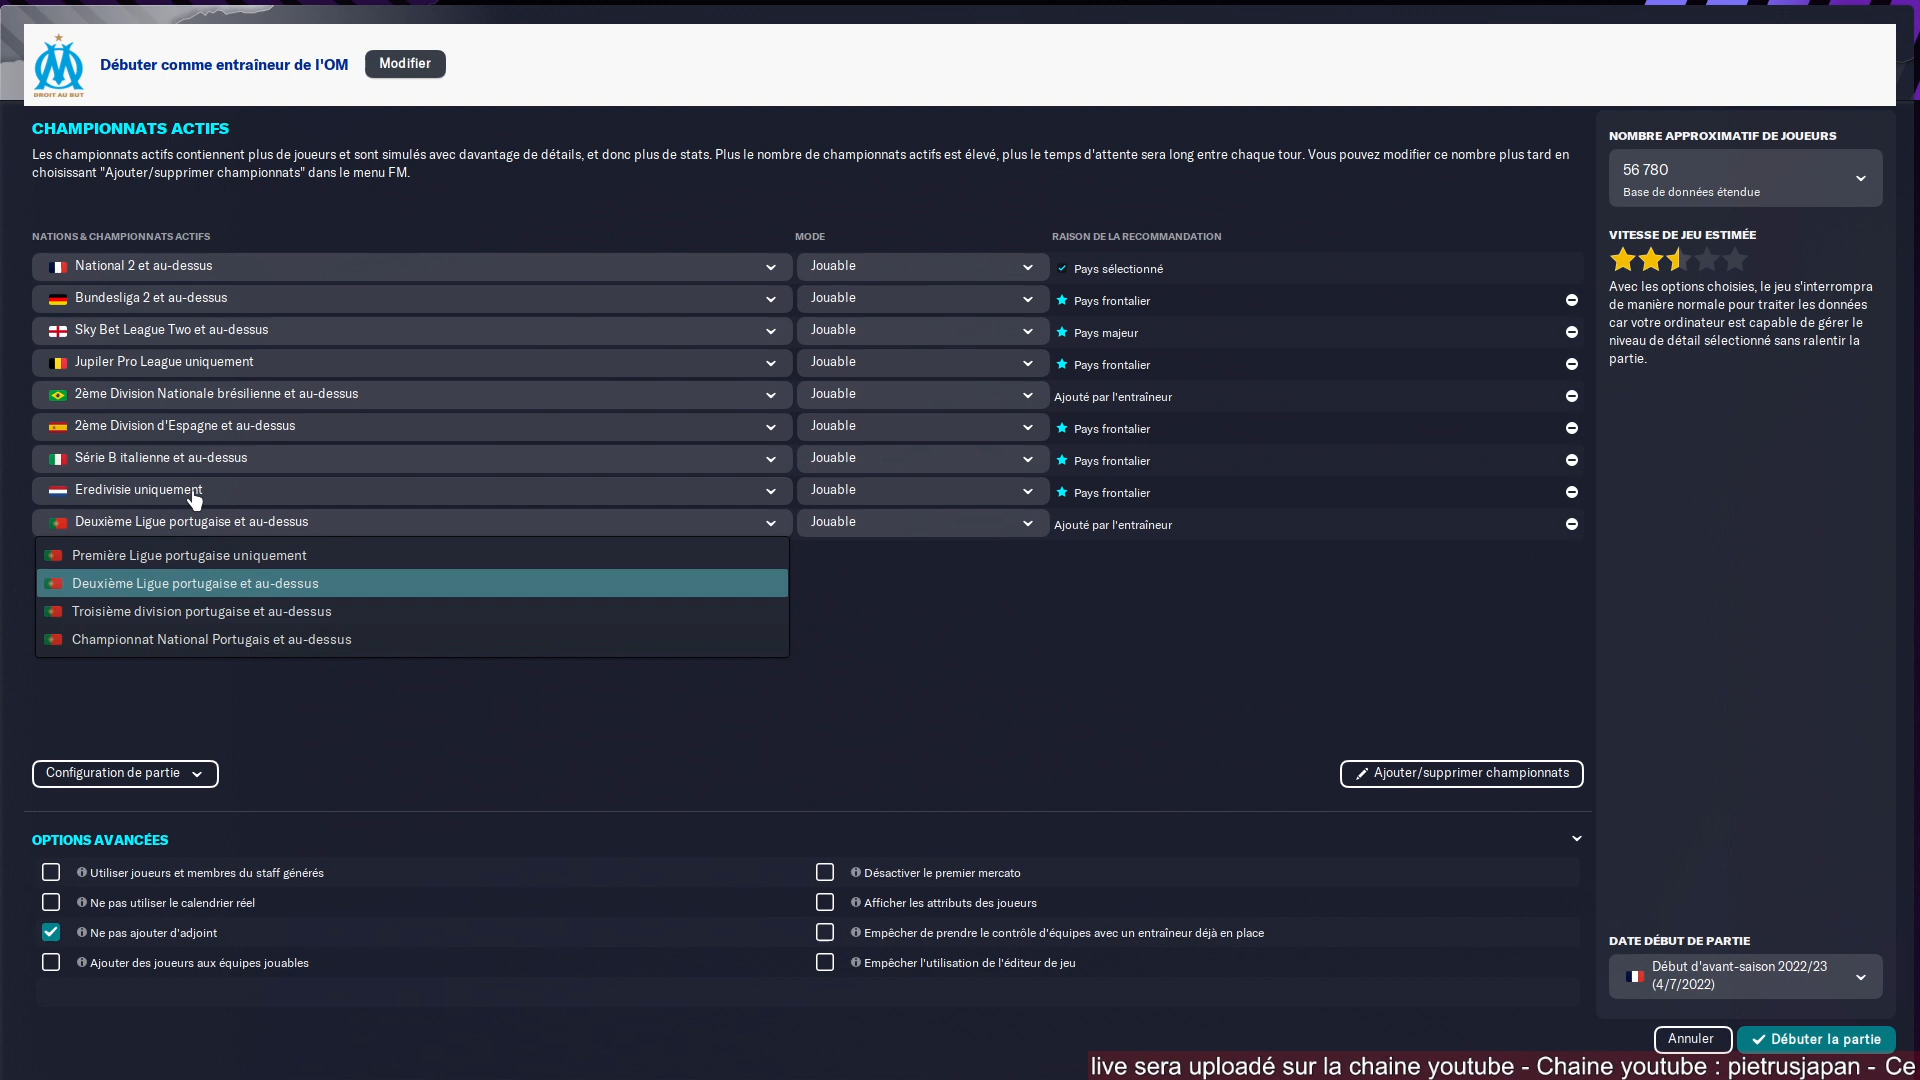 DROIT AU BUT
Débuter comme entraîneur de l'OM
Modifier
CHAMPIONNATS ACTIFS
Les championnats actifs contiennent plus de joueurs et sont simulés avec davantage de détails, et donc plus de stats. Plus le nombre de championnats actifs est élevé, plus le temps d'attente sera long entre chaque tour. Vous pouvez modifier ce nombre plus tard en
choisissant "Ajouter/supprimer championnats" dans le menu FM.
NATIONS & CHAMPIONNATS ACTIFS MODE RAISON DE LA RECOMMANDATION
National 2 et au-dessus Jouable Pays sélectionné
Bundesliga 2 et au-dessus Jouable Pays frontalier
Sky Bet League Two et au-dessus Jouable Pays majeur
Jupiler Pro League uniquement Jouable Pays frontalier
2ème Division Nationale brésilienne et au-dessus Jouable Ajouté par l'entraîneur
2ème Division d'Espagne et au-dessus Jouable Pays frontalier
Série B italienne et au-dessus Jouable Pays frontalier
Eredivisie uniquement Jouable Pays frontalier
Deuxième Ligue portugaise et au-dessus Jouable Ajouté par l'entraîneur
Première Ligue portugaise uniquement
Deuxième Ligue portugaise et au-dessus
Troisième division portugaise et au-dessus
Championnat National Portugais et au-dessus
Configuration de partie
Ajouter/supprimer championnats
OPTIONS AVANCÉES
Utiliser joueurs et membres du staff générés
Désactiver le premier mercato
Ne pas utiliser le calendrier réel
Afficher les attributs des joueurs
Ne pas ajouter d'adjoint
Empêcher de prendre le contrôle d'équipes avec un entraîneur déjà en place
Ajouter des joueurs aux équipes jouables
Empêcher l'utilisation de l'éditeur de jeu
NOMBRE APPROXIMATIF DE JOUEURS
56 780
Base de données étendue
VITESSE DE JEU ESTIMÉE
Avec les options choisies, le jeu s'interrompra
de manière normale pour traiter les données
car votre ordinateur est capable de gérer le
niveau de détail sélectionné sans ralentir la
partie.
DATE DÉBUT DE PARTIE
Début d'avant-saison 2022/23
(4/7/2022)
Annuler
Débuter la partie
live sera uploadé sur la chaine youtube - Chaine youtube : pietrusjapan - Ce